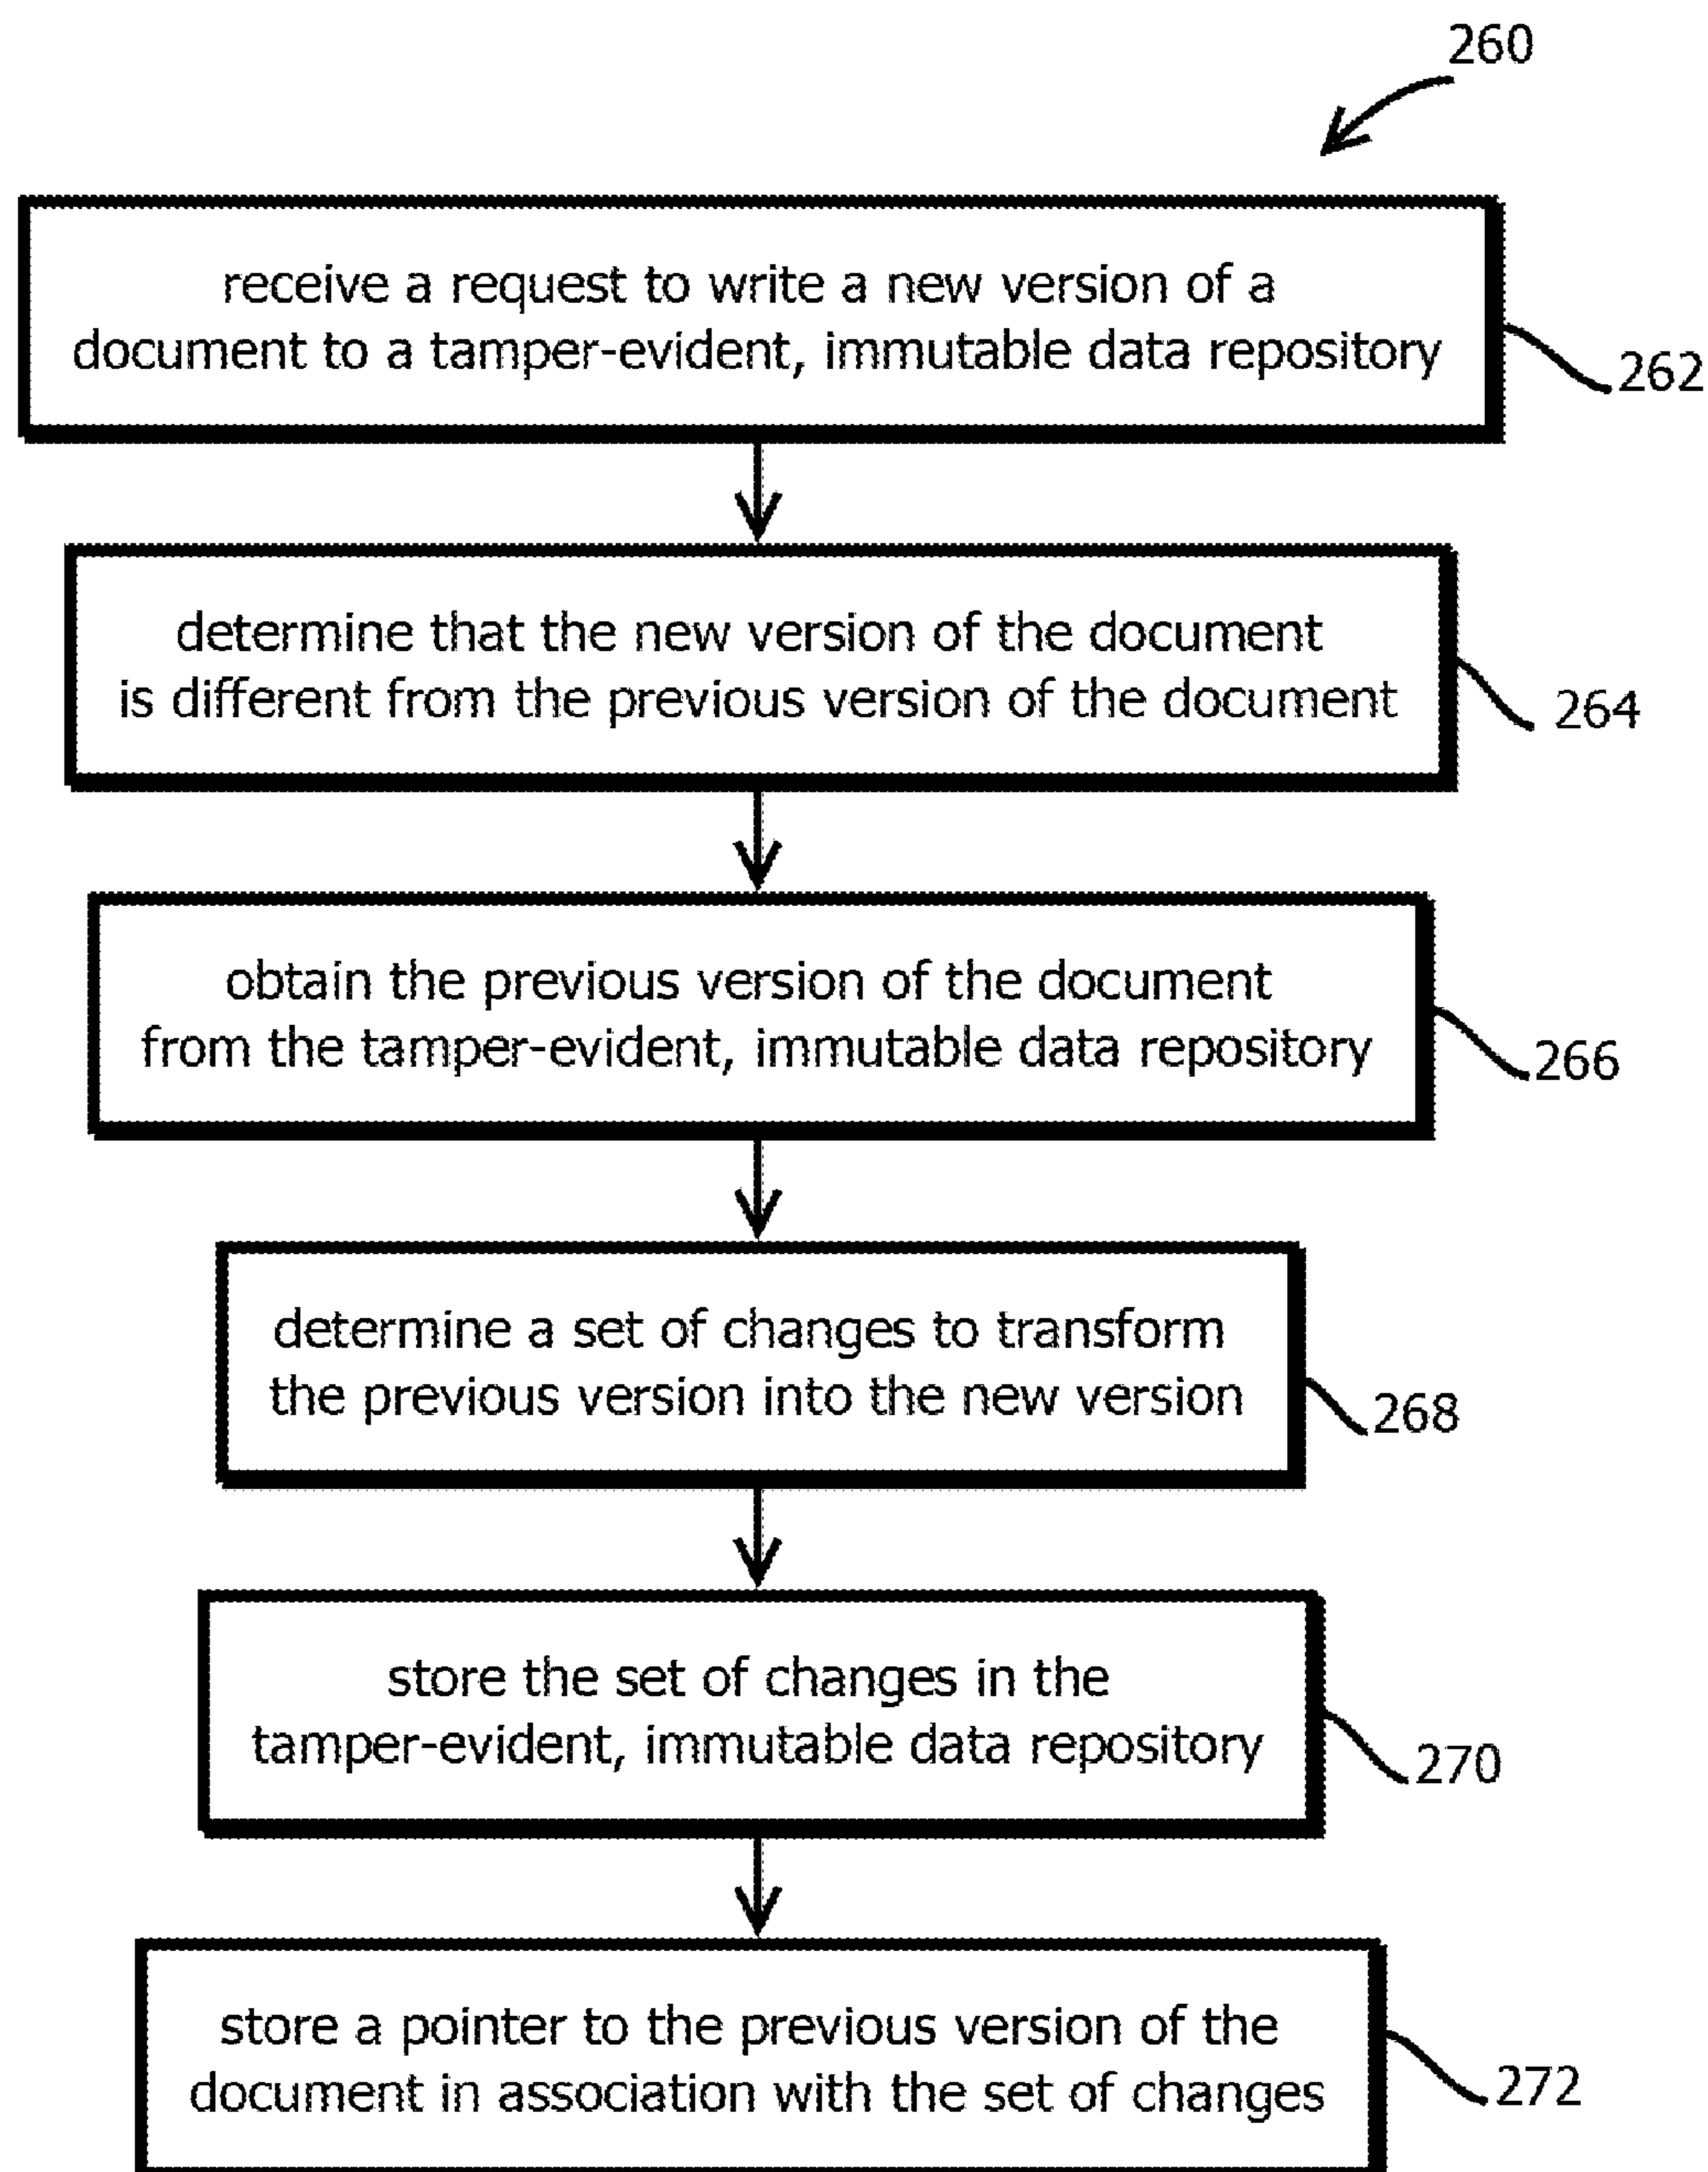 260
receive a request to write a new version of a
document to a tamper-evident, immutable data repository
262
determine that the new version of the document
is different from the previous version of the document
264
obtain the previous version of the document
from the tamper-evident, immutable data repository
266
determine a set of changes to transform
the previous version into the new version
268
store the set of changes in the
tamper-evident, immutable data repository
270
store a pointer to the previous version of the
document in association with the set of changes
272